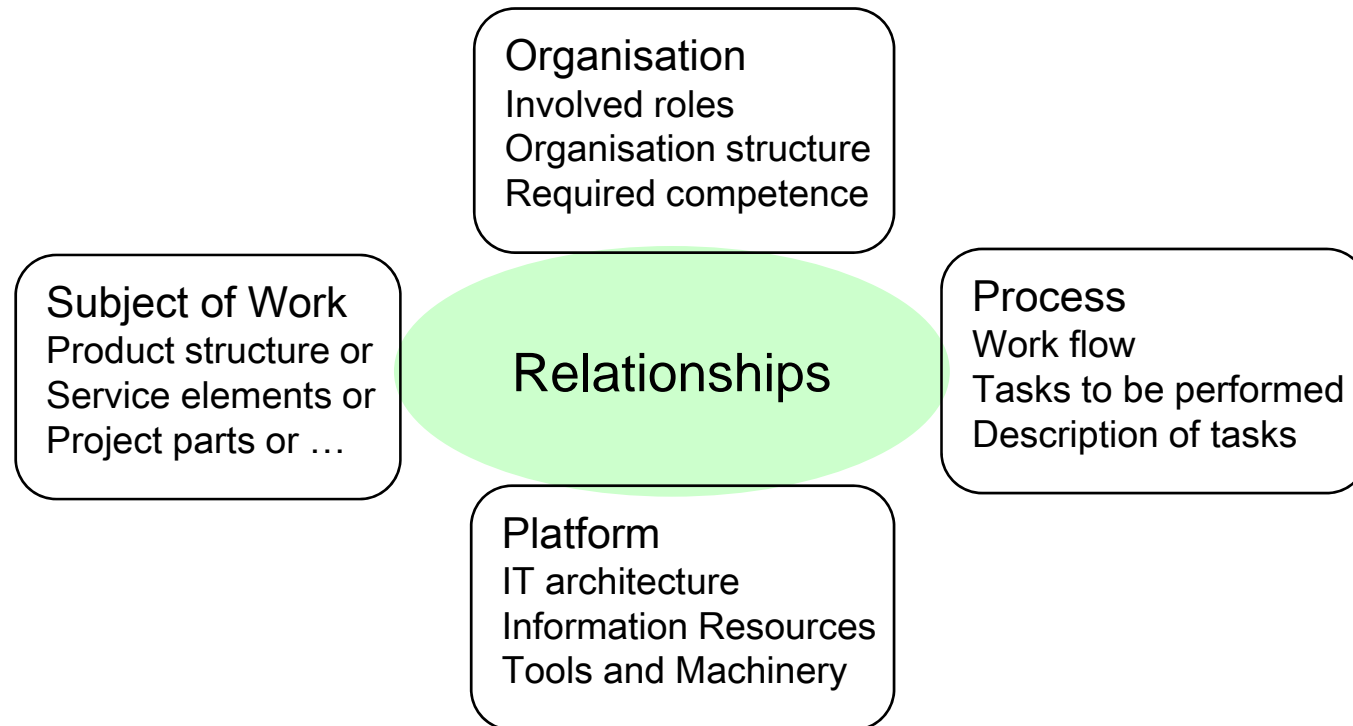 Organisation
Involved roles
Organisation structure
Required competence
Subject of Work
Product structure or
Service elements or
Project parts or …
Relationships
Process
Work flow
Tasks to be performed
Description of tasks
Platform
IT architecture
Information Resources
Tools and Machinery